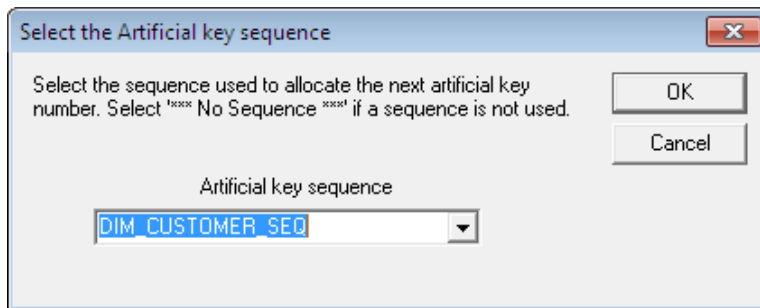 Select the Artificial key sequence
Select the sequence used to allocate the next artificial key
OK
number. Select '*** No Sequence ***' if a sequence is not used.
Cancel
Artificial key sequence
DIM_CUSTOMER_SEQ